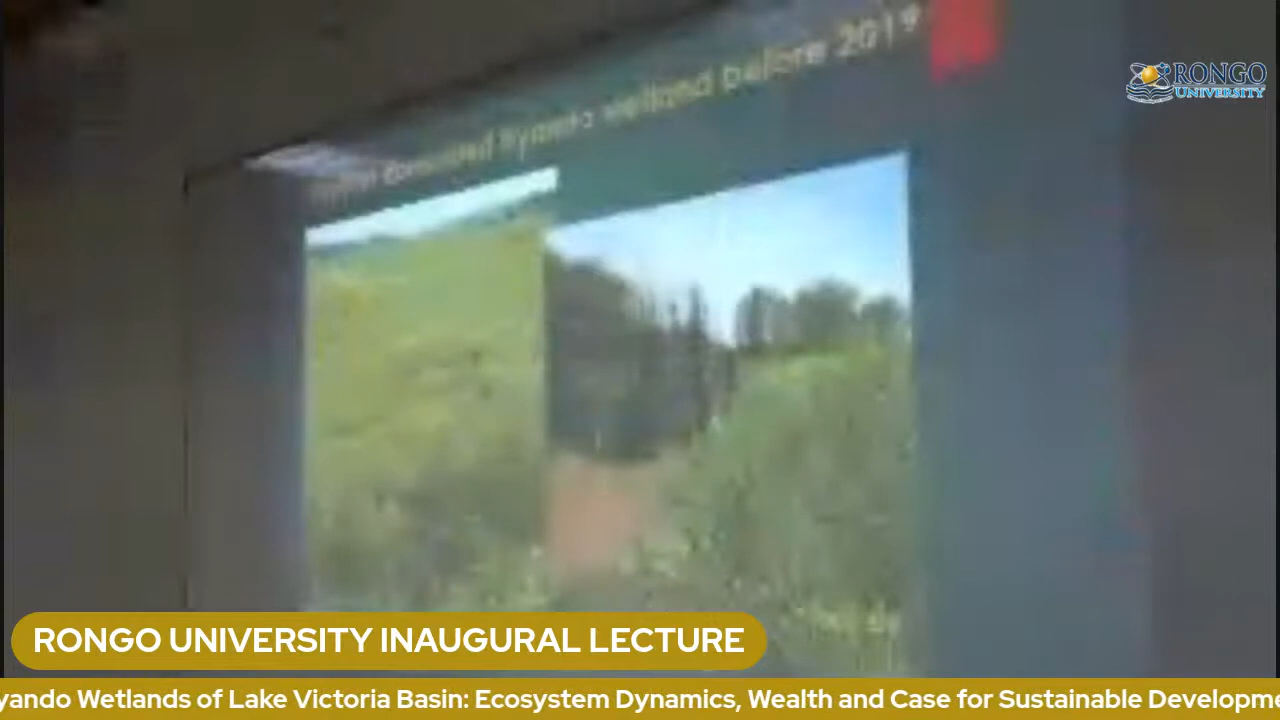 wetland before 2019
RONGO
UNIVERSITY
RONGO UNIVERSITY INAUGURAL LECTURE
yando Wetlands of Lake Victoria Basin: Ecosystem Dynamics, Wealth and Case for Sustainable Developme